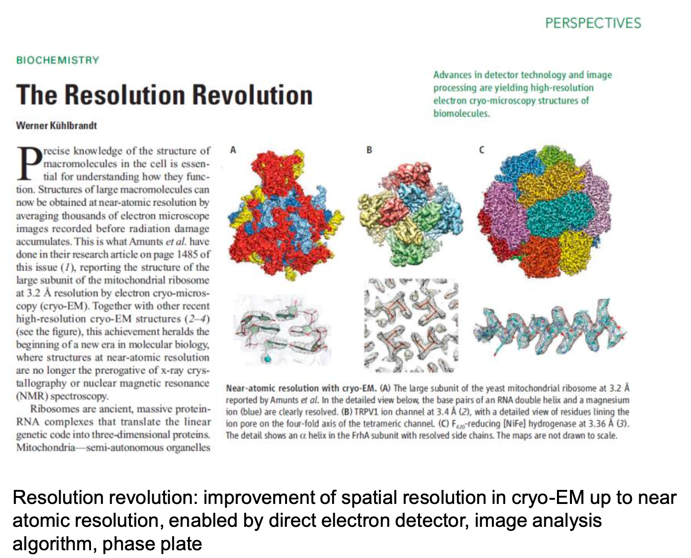 PERSPECTIVES
BIOCHEMISTRY
The Resolution Revolution
Werner Kühlbrandt
Advances in detector technology and image
processing are yielding high-resolution
electron cryo-microscopy structures of
biomolecules.
Precise knowledge of the structure of
macromolecules in the cell is essen-
tial for understanding how they func-
tion. Structures of large macromolecules can
now be obtained at near-atomic resolution by
averaging thousands of electron microscope
images recorded before radiation damage
accumulates. This is what Amunts et al. have
done in their research article on page 1485 of
this issue (1), reporting the structure of the
large subunit of the mitochondrial ribosome
at 3.2 Å resolution by electron cryo-micros-
copy (cryo-EM). Together with other recent
high-resolution cryo-EM structures (2–4)
(see the figure), this achievement heralds the
beginning of a new era in molecular biology,
where structures at near-atomic resolution
are no longer the prerogative of x-ray crys-
tallography or nuclear magnetic resonance
(NMR) spectroscopy.
Ribosomes are ancient, massive protein-
RNA complexes that translate the linear
genetic code into three-dimensional proteins.
Mitochondria—semi-autonomous organelles
A
B
C
Near-atomic resolution with cryo-EM. (A) The large subunit of the yeast mitochondrial ribosome at 3.2 Å
reported by Amunts et al. In the detailed view below, the base pairs of an RNA double helix and a magnesium
ion (blue) are clearly resolved. (B) TRPV1 ion channel at 3.4 Å (2), with a detailed view of residues lining the
ion pore on the four-fold axis of the tetrameric channel. (C) F₄₂₀-reducing [NiFe] hydrogenase at 3.36 Å (3).
The detail shows an α helix in the FrhA subunit with resolved side chains. The maps are not drawn to scale.
Resolution revolution: improvement of spatial resolution in cryo-EM up to near
atomic resolution, enabled by direct electron detector, image analysis
algorithm, phase plate